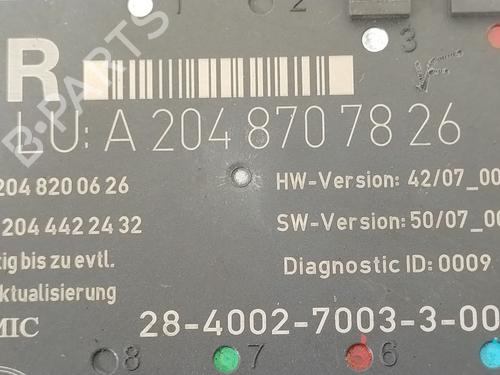 B-PARTS
3
R
LU: A 204 870 78 26
204 820 06 26
HW-Version: 42/07_00
204 442 24 32
SW-Version: 50/07_00
tig bis zu evtl.
Diagnostic ID: 0009
ktualisierung
MIC
28-4002-7003-3-00
8
7
6